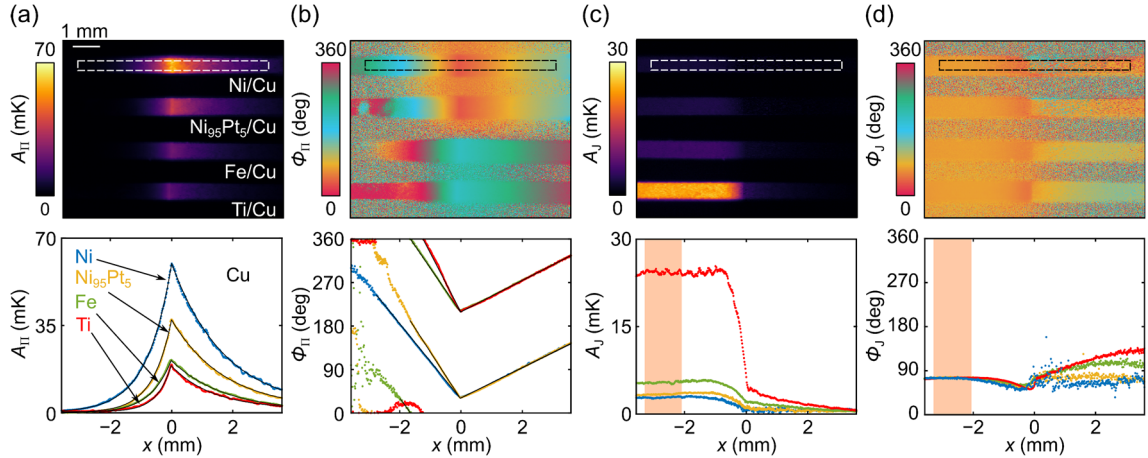 (a)
1 mm
70
0
A_Π (mK)
Ni/Cu
Ni₉₅Pt₅/Cu
Fe/Cu
Ti/Cu
(b)
360
0
Φ_Π (deg)
(c)
30
0
A_J (mK)
(d)
360
0
Φ_J (deg)
70
35
0
A_Π (mK)
Ni
Ni₉₅Pt₅
Fe
Ti
Cu
−2 0 2
x (mm)
360
270
180
90
0
Φ_Π (deg)
−2 0 2
x (mm)
30
15
0
A_J (mK)
−2 0 2
x (mm)
360
270
180
90
0
Φ_J (deg)
−2 0 2
x (mm)